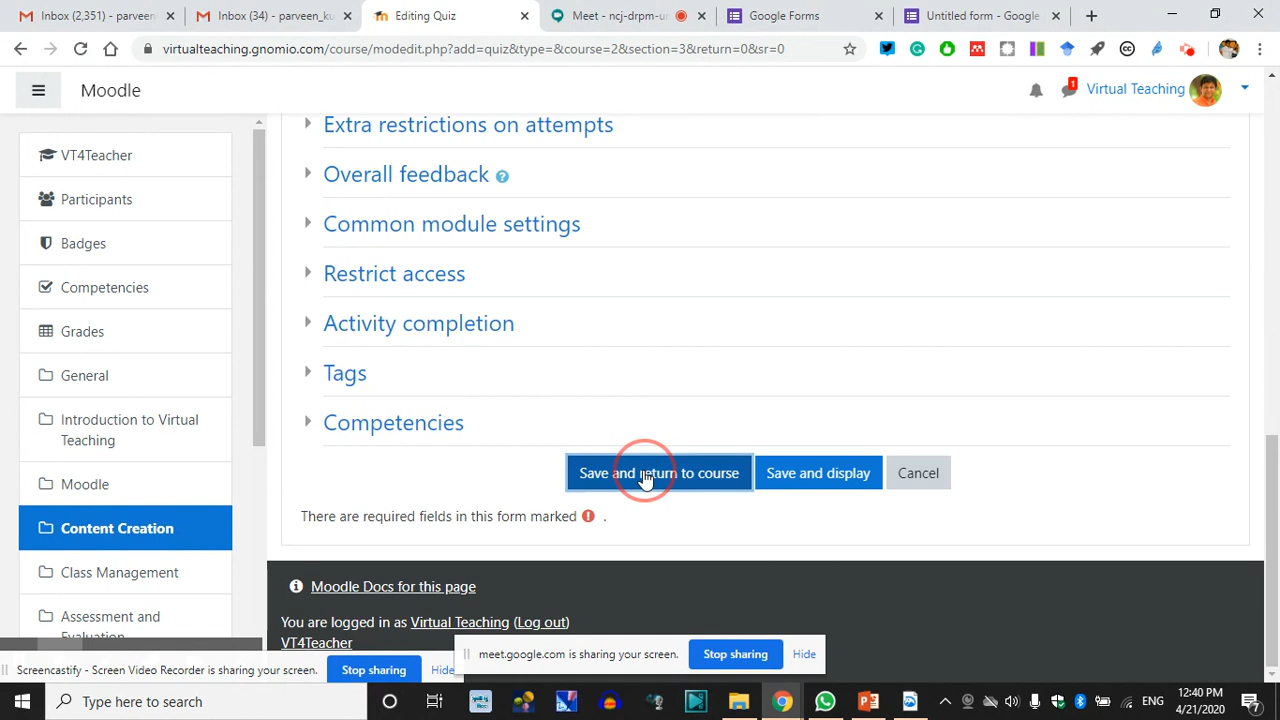 Inbox (2,351) - parveen
Inbox (34) - parveen_ku
Editing Quiz
Meet - ncj-drpm-um
Google Forms
Untitled form - Google
virtualteaching.gnomio.com/course/modedit.php?add=quiz&type=&course=2&section=3&return=0&sr=0
Moodle
1
Virtual Teaching
VT4Teacher
Participants
Badges
Competencies
Grades
General
Introduction to Virtual
Teaching
Moodle
Content Creation
Class Management
Assessment and
Evaluation
Extra restrictions on attempts
Overall feedback
Common module settings
Restrict access
Activity completion
Tags
Competencies
Save and return to course
Save and display
Cancel
There are required fields in this form marked .
Moodle Docs for this page
You are logged in as Virtual Teaching (Log out)
VT4Teacher
Screencastify - Screen Video Recorder is sharing your screen.
Stop sharing
Hide
meet.google.com is sharing your screen.
Stop sharing
Hide
Type here to search
ENG
12:40 PM
4/21/2020
7